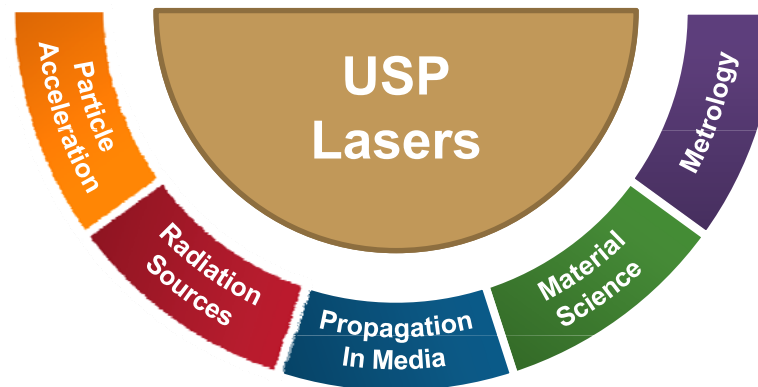 USP
Lasers
Particle
Acceleration
Radiation
Sources
Propagation
In Media
Material
Science
Metrology